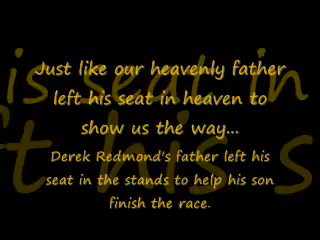 Just like our heavenly father
left his seat in heaven to
show us the way...
Derek Redmond's father left his
seat in the stands to help his son
finish the race.